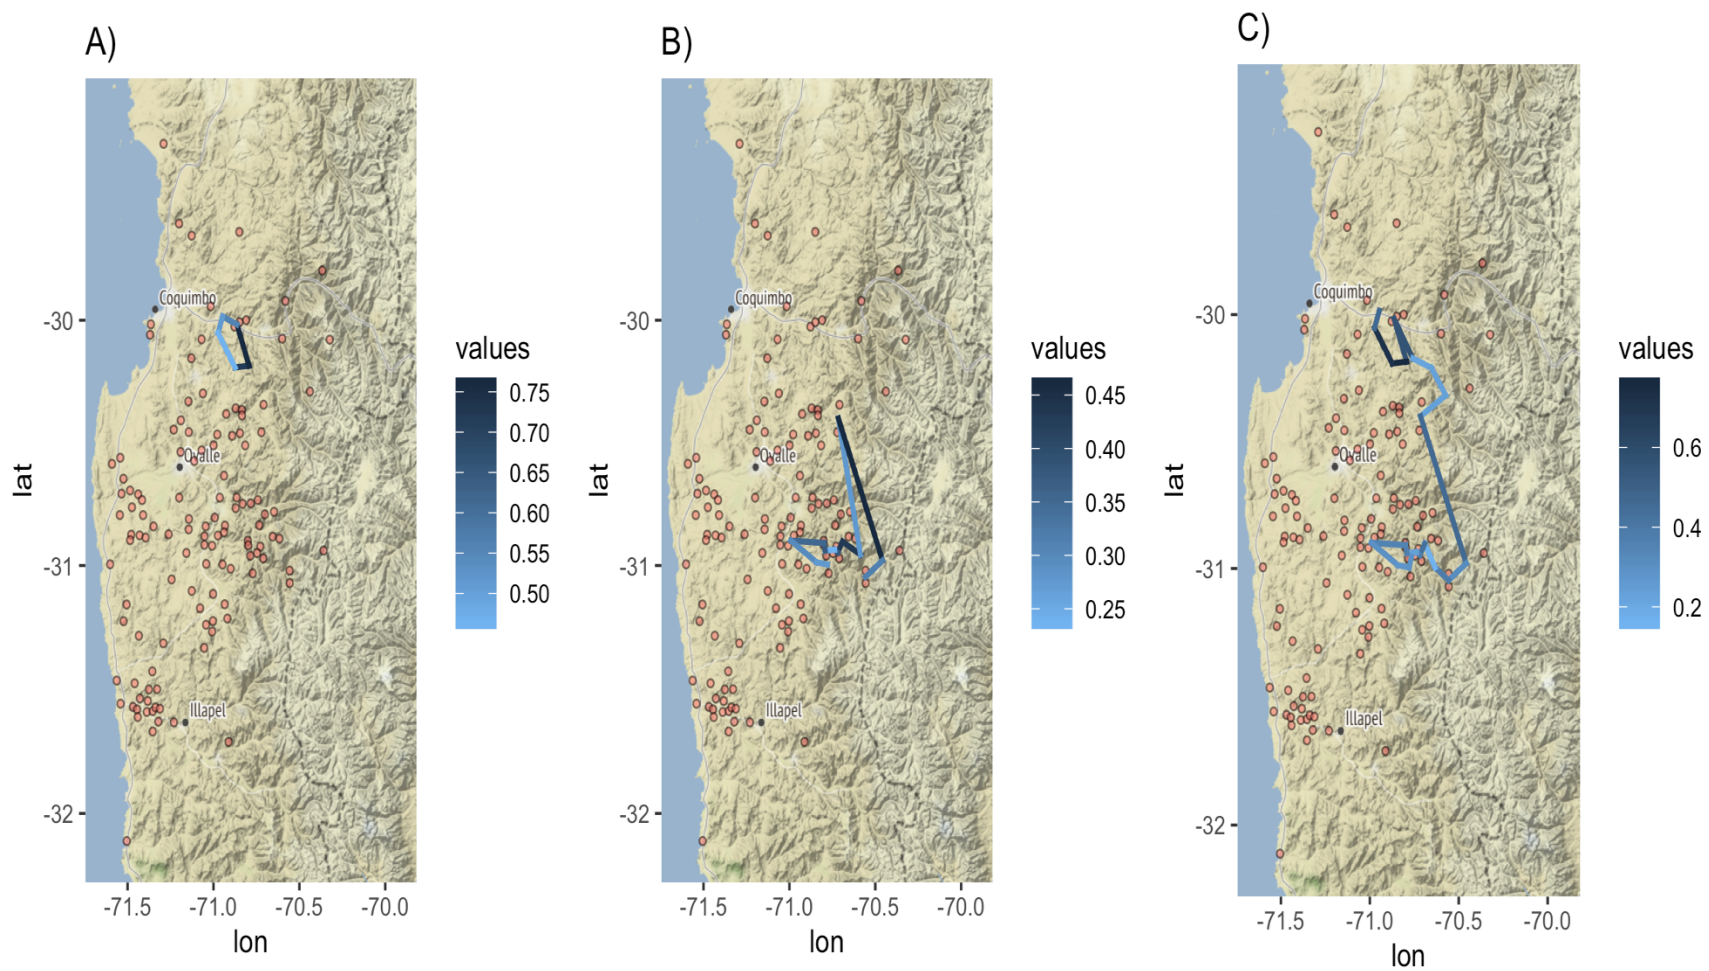 A)
lat
-30
-31
-32
Coquimbo
Ovalle
Illapel
-71.5 -71.0 -70.5 -70.0
lon
values
0.75
0.70
0.65
0.60
0.55
0.50
B)
lat
-30
-31
-32
Coquimbo
Ovalle
Illapel
-71.5 -71.0 -70.5 -70.0
lon
values
0.45
0.40
0.35
0.30
0.25
C)
lat
-30
-31
-32
Coquimbo
Ovalle
Illapel
-71.5 -71.0 -70.5 -70.0
lon
values
0.6
0.4
0.2